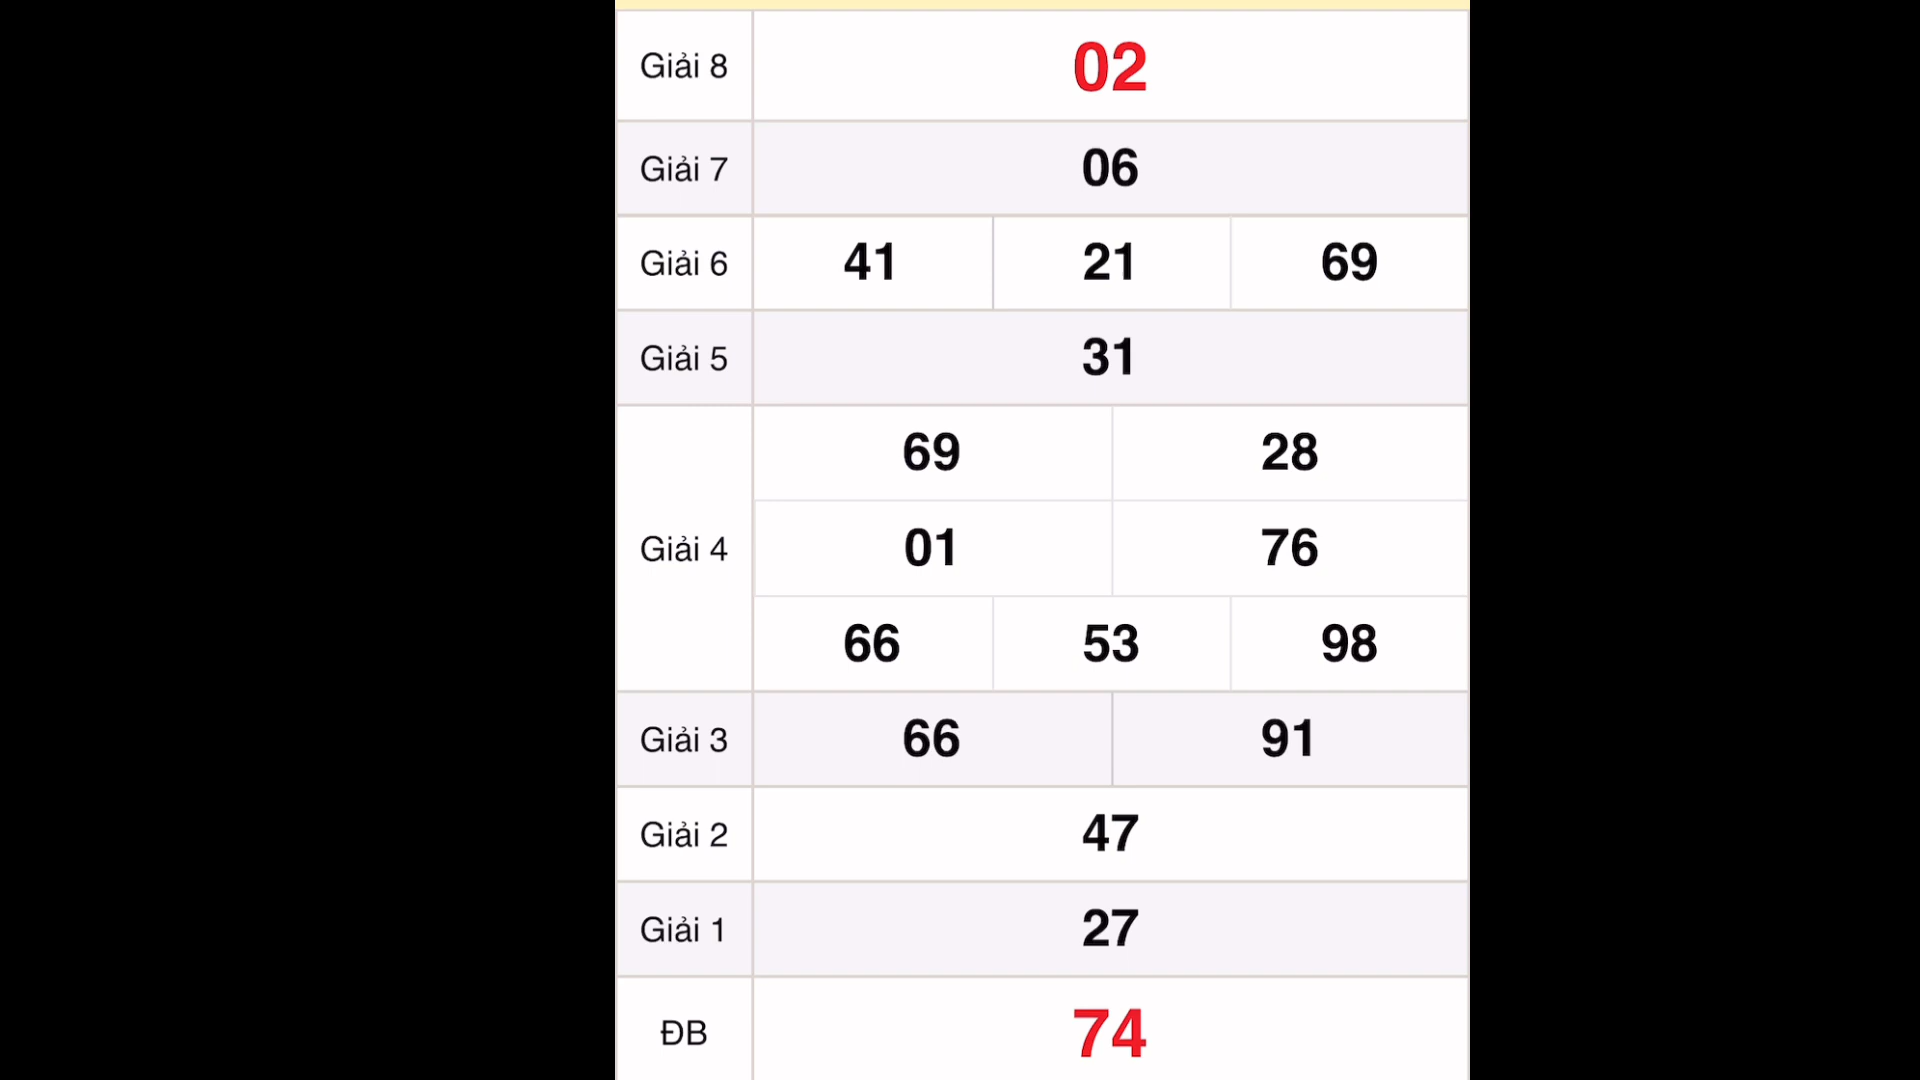 Giải 8 02
Giải 7 06
Giải 6 41 21 69
Giải 5 31
69 28
Giải 4 01 76
66 53 98
Giải 3 66 91
Giải 2 47
Giải 1 27
ĐB 74